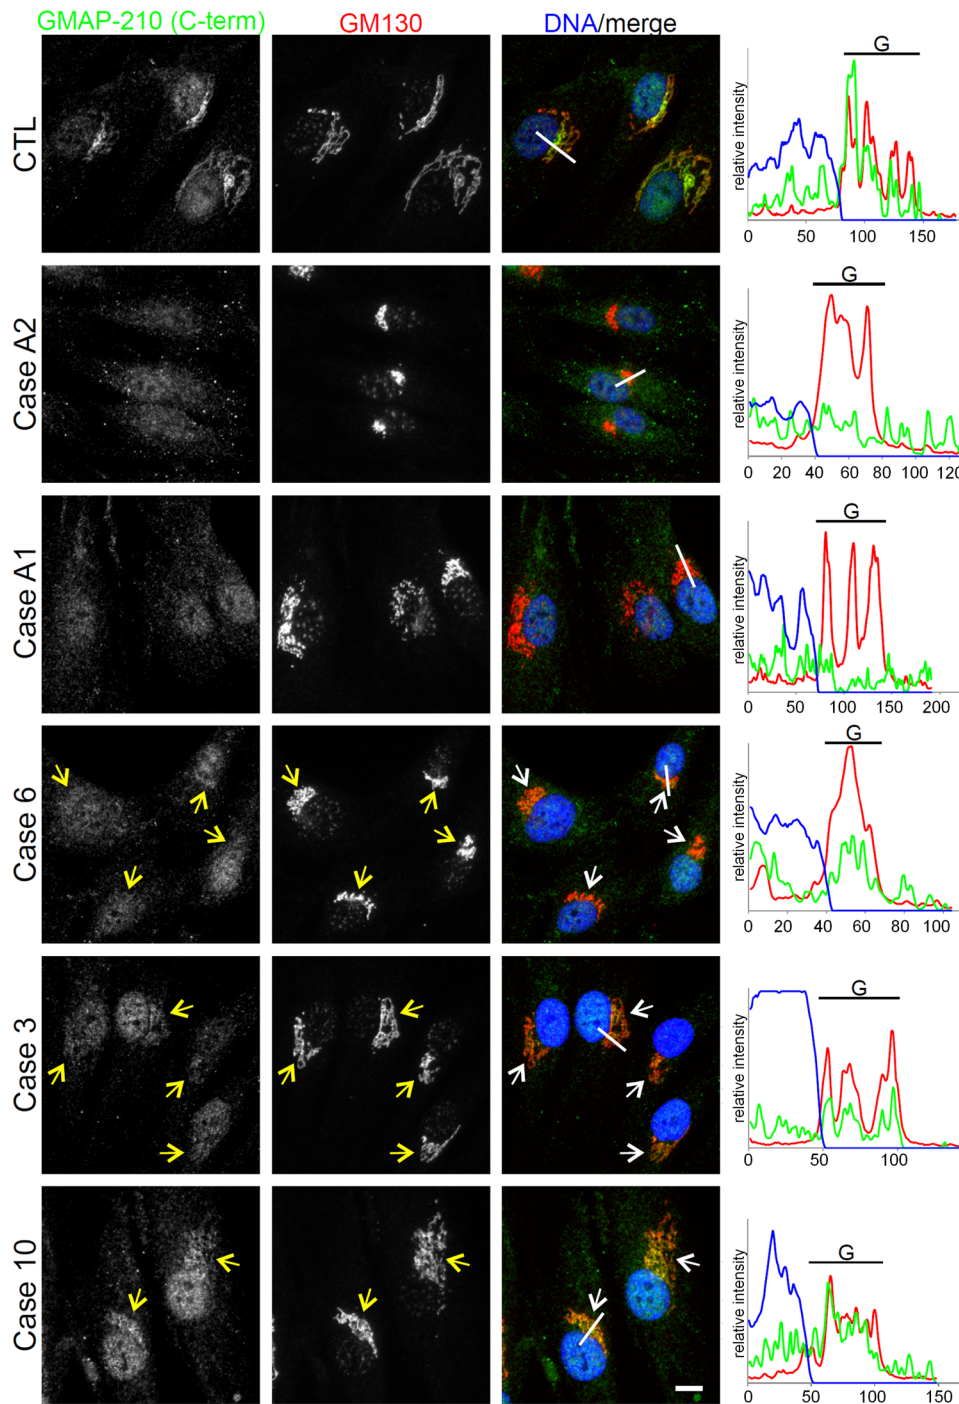 GMAP-210 (C-term) GM130 DNA/merge
CTL
G
relative intensity
0 50 100 150
Case A2
G
relative intensity
0 20 40 60 80 100 120
Case A1
G
relative intensity
0 50 100 150 200
Case 6
G
relative intensity
0 20 40 60 80 100
Case 3
G
relative intensity
0 50 100
Case 10
G
relative intensity
0 50 100 150